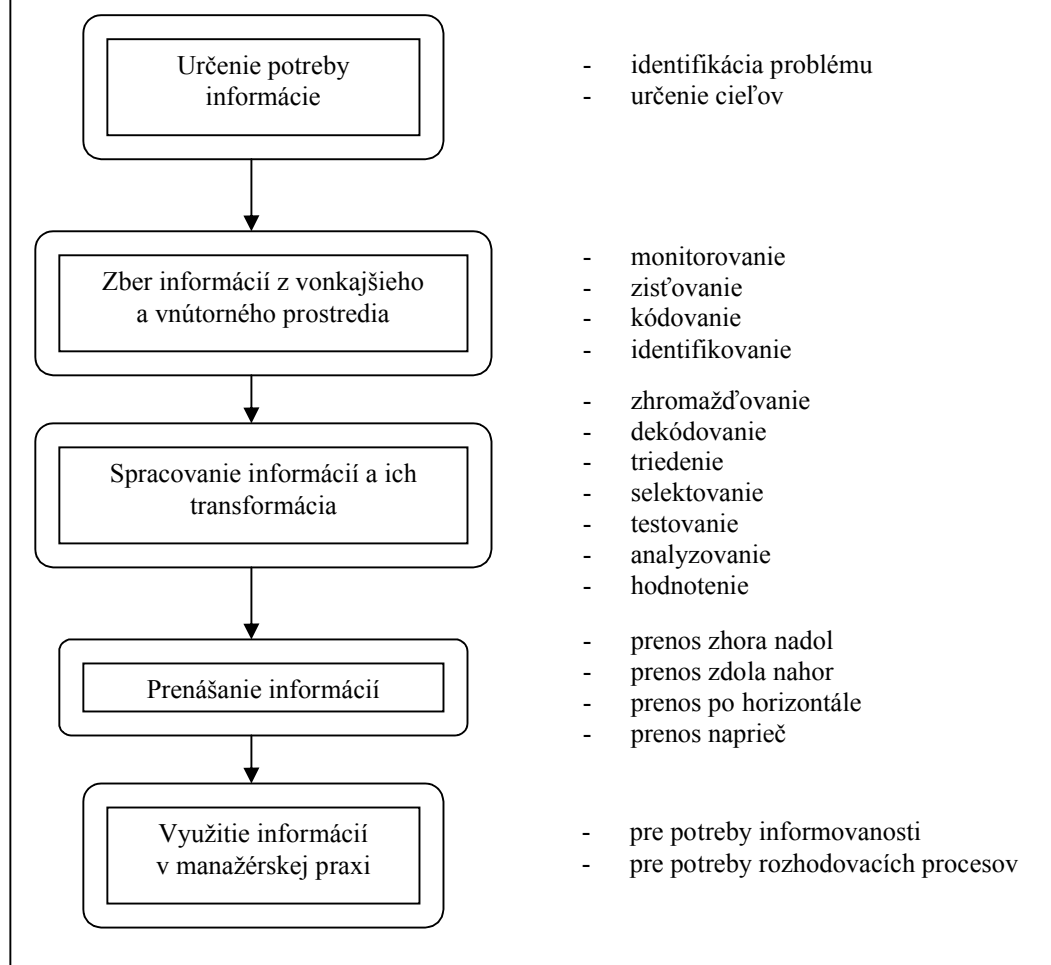 Určenie potreby
informácie
- identifikácia problému
- určenie cieľov
Zber informácií z vonkajšieho
a vnútorného prostredia
- monitorovanie
- zisťovanie
- kódovanie
- identifikovanie
Spracovanie informácií a ich
transformácia
- zhromažďovanie
- dekódovanie
- triedenie
- selektovanie
- testovanie
- analyzovanie
- hodnotenie
Prenášanie informácií
- prenos zhora nadol
- prenos zdola nahor
- prenos po horizontále
- prenos naprieč
Využitie informácií
v manažérskej praxi
- pre potreby informovanosti
- pre potreby rozhodovacích procesov